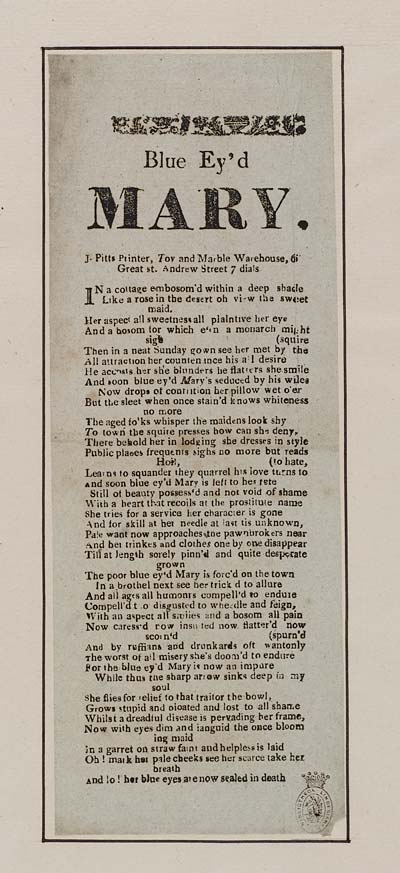 Blue Ey'd
MARY.
J. Pitts Printer, Toy and Marble Warehouse, 6
Great st. Andrew Street 7 dials
IN a cottage embosom'd within a deep shade
Like a rose in the desert oh view the sweet
maid.
Her aspect all sweetness all plaintive her eye
And a bosom for which e'en a monarch might
sigh (squire
Then in a neat Sunday gown see her met by the
All attraction her countenance his all desire
He accosts her she blunders he flatters she smile
And soon blue ey'd Mary's seduced by his wiles
Now drops of contrition her pillow wet o'er
But the sleet when once stain'd knows whiteness
no more
The aged fo'ks whisper the maidens look shy
To town the squire presses how can she deny,
There behold her in lodging she dresses in style
Public places frequents sighs no more but reads
(to hate,
Learns to squander they quarrel his love turns to
and soon blue ey'd Mary is left to her fete
Still of beauty possess'd and not void of shame
With a heart that recoils at the prostitute name
She tries for a service her character is gone
And for skill at her needle at last tis unknown,
Pale want now approaches the pawnbrokers near
And her trinkes and clothes one by one disappear
Till at length sorely pinn'd and quite desperate
grown
The poor blue ey'd Mary is forc'd on the town
In a brothel next see her trick d to allure
And all ages all humours compell'd to endure
Compell'd to disgusted to wheedle and feign,
With an aspect all smiles and a bosom all pain
Now caress'd now insulted now flatter'd now
scorn'd (spurn'd
And by ruffians and drunkards oft wantonly
The worst of all misery she's doom'd to endure
For the blue ey'd Mary is now an impure
While thus the sharp arrow sinks deep in my
soul
She flies for relief to that traitor the bowl,
Grows stupid and bloated and lost to all shame
Whilst a dreadful disease is pervading her frame,
Now with eyes dim and languid the once bloom
ing maid
In a garret on straw faint and helpless is laid
Oh! mark her pale cheeks see her scarce take her
breath
and lo! her blue eyes are now sealed in death